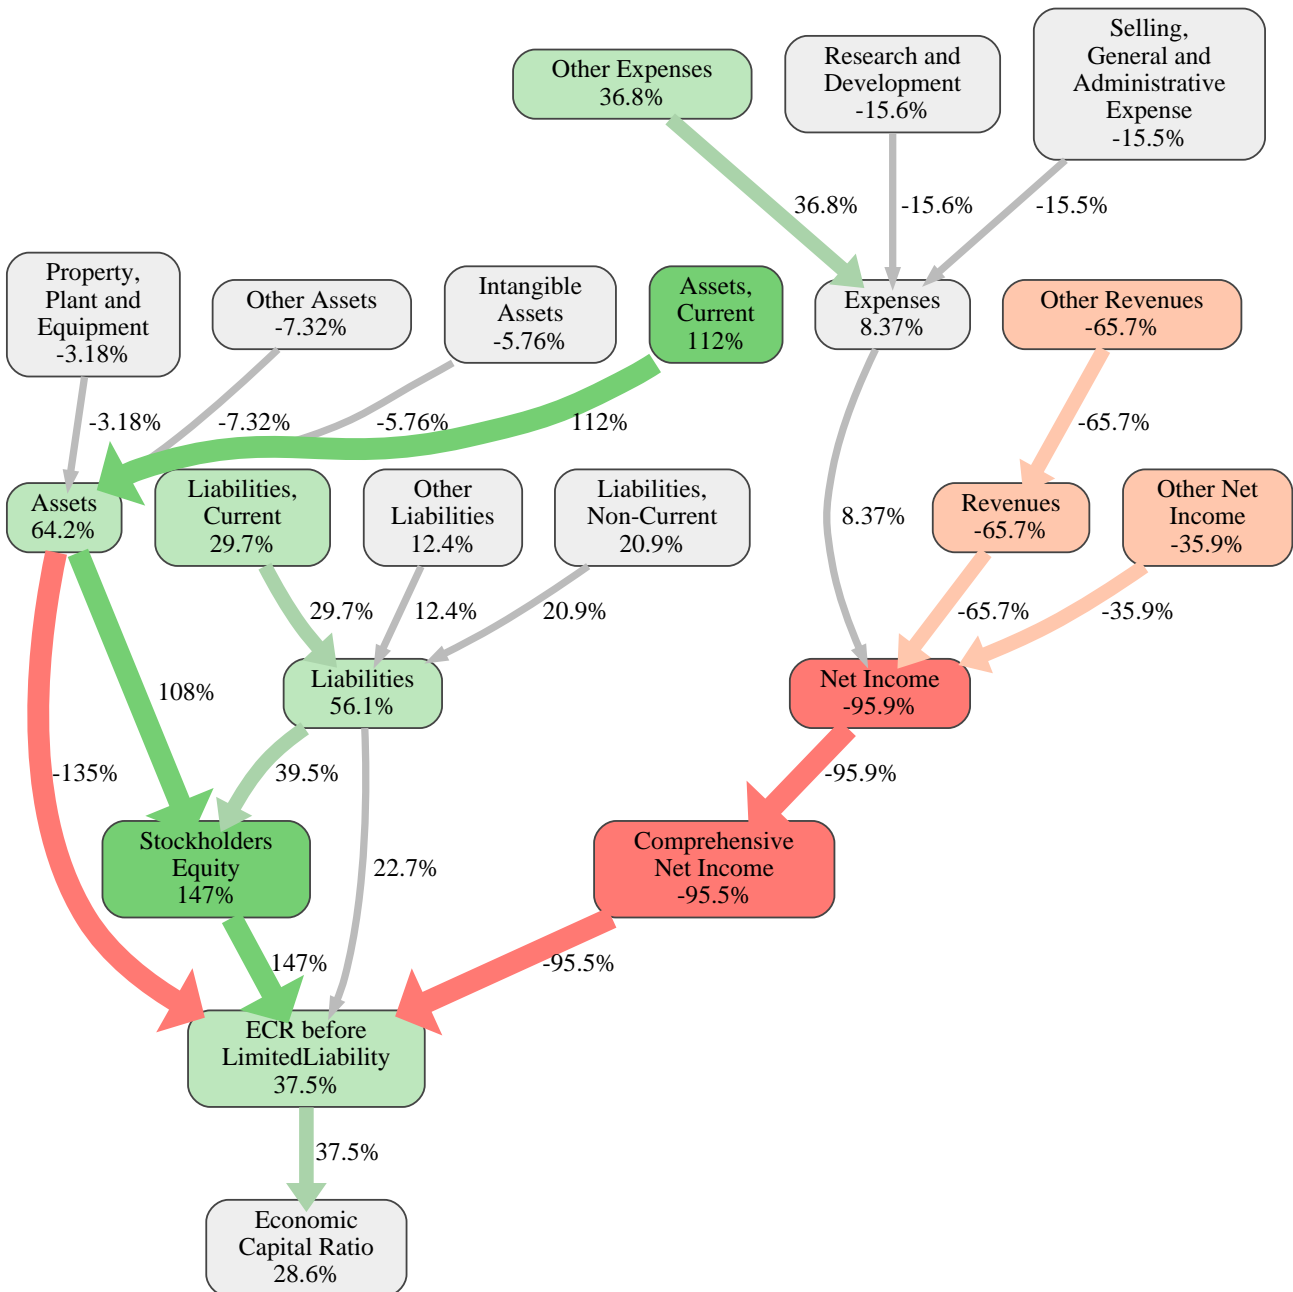 Other Expenses
36.8%
Research and
Development
-15.6%
Selling,
General and
Administrative
Expense
-15.5%
36.8%
-15.6%
-15.5%
Property,
Plant and
Equipment
-3.18%
Other Assets
-7.32%
Intangible
Assets
-5.76%
Assets,
Current
112%
Expenses
8.37%
Other Revenues
-65.7%
-3.18%
-7.32%
-5.76%
112%
-65.7%
Assets
64.2%
Liabilities,
Current
29.7%
Other
Liabilities
12.4%
Liabilities,
Non-Current
20.9%
8.37%
Revenues
-65.7%
Other Net
Income
-35.9%
29.7%
12.4%
20.9%
-65.7%
-35.9%
108%
Liabilities
56.1%
Net Income
-95.9%
-135%
39.5%
-95.9%
Stockholders
Equity
147%
22.7%
Comprehensive
Net Income
-95.5%
147%
-95.5%
ECR before
LimitedLiability
37.5%
37.5%
Economic
Capital Ratio
28.6%